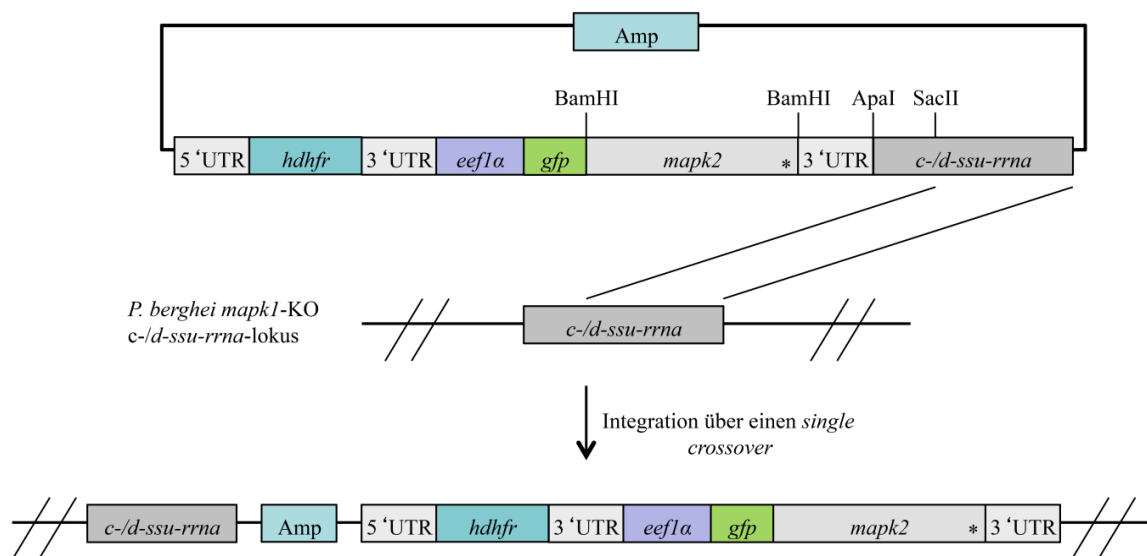 Amp
BamHI BamHI ApaI SacII
5‘UTR hdhfr 3‘UTR eef1α gfp mapk2 * 3‘UTR c-/d-ssu-rrna
P. berghei mapk1-KO
c-/d-ssu-rrna-lokus
c-/d-ssu-rrna
Integration über einen single
crossover
c-/d-ssu-rrna Amp 5‘UTR hdhfr 3‘UTR eef1α gfp mapk2 * 3‘UTR